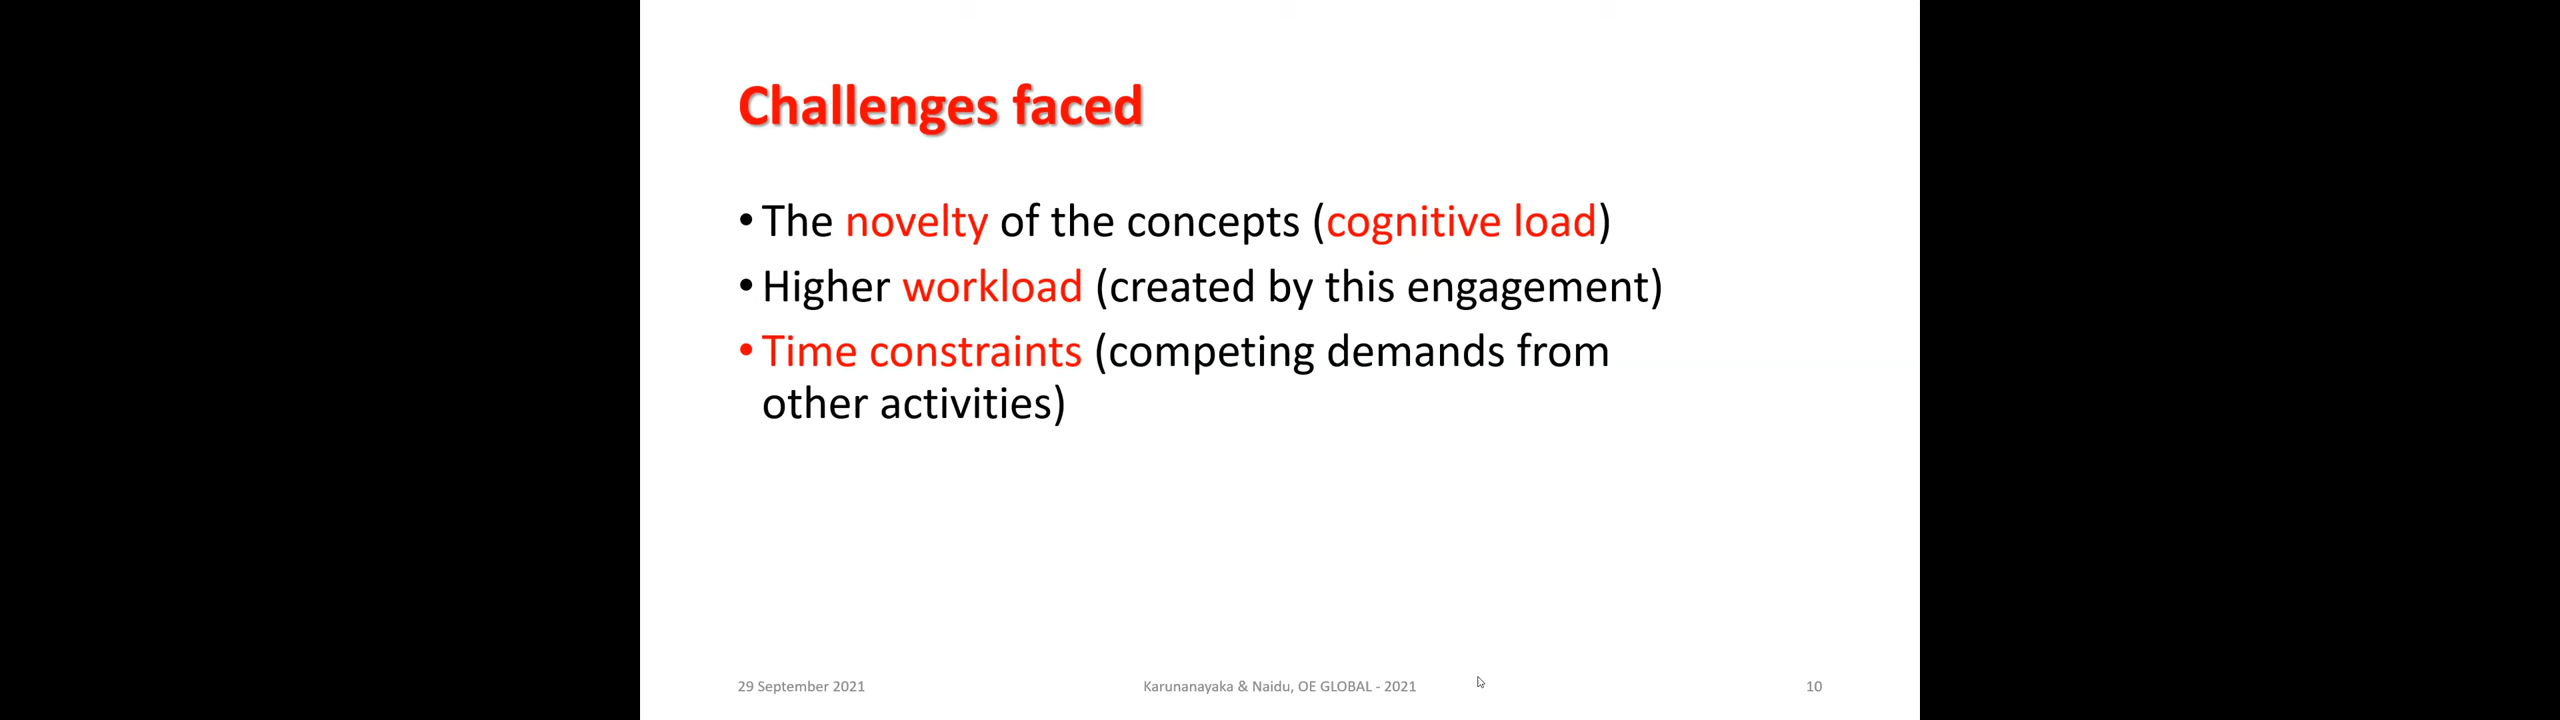 Challenges faced
•The novelty of the concepts (cognitive load)
•Higher workload (created by this engagement)
•Time constraints (competing demands from
other activities)
29 September 2021
Karunanayaka & Naidu, OE GLOBAL - 2021
10